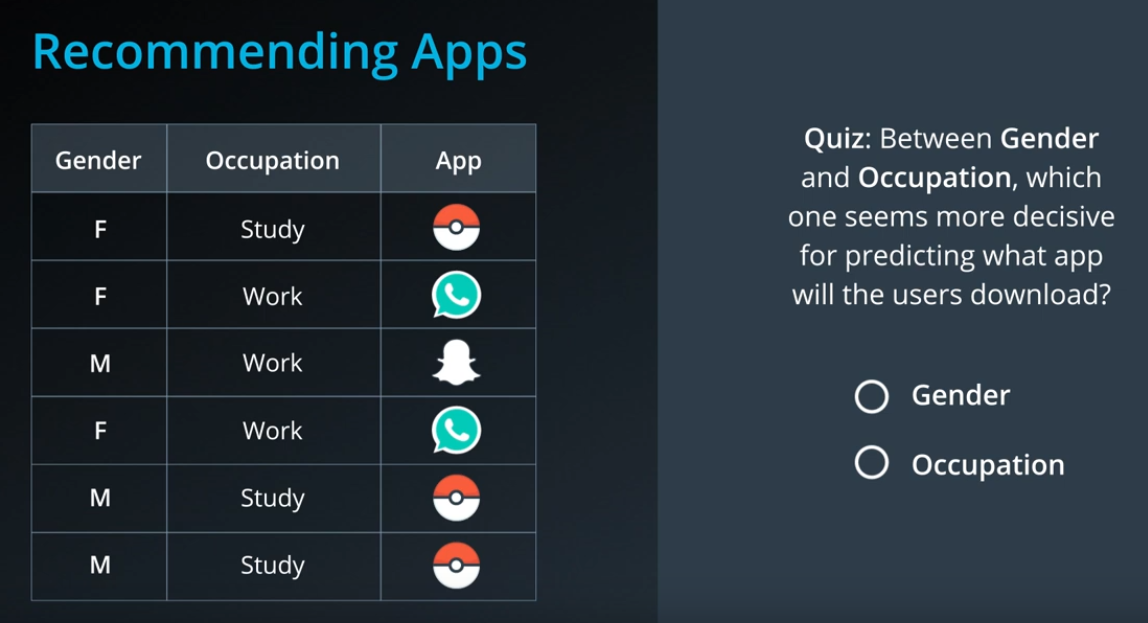 Recommending Apps
Gender Occupation App
F Study
F Work
M Work
F Work
M Study
M Study
Quiz: Between Gender
and Occupation, which
one seems more decisive
for predicting what app
will the users download?
Gender
Occupation